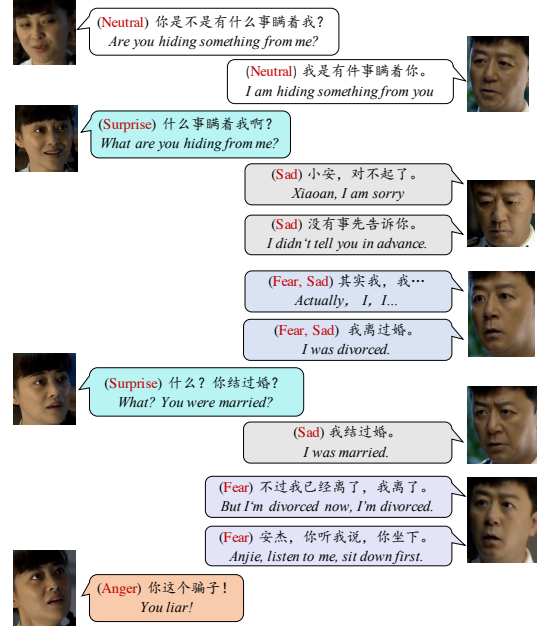 (Neutral) 你是不是有什么事瞒着我？
Are you hiding something from me?
(Neutral) 我是有件事瞒着你。
I am hiding something from you
(Surprise) 什么事瞒着我啊？
What are you hiding from me?
(Sad) 小安，对不起了。
Xiaoan, I am sorry
(Sad) 没有事先告诉你。
I didn't tell you in advance.
(Fear, Sad) 其实我，我…
Actually， I，I...
(Fear, Sad) 我离过婚。
I was divorced.
(Surprise) 什么？你结过婚？
What? You were married?
(Sad) 我结过婚。
I was married.
(Fear) 不过我已经离了，我离了。
But I'm divorced now, I'm divorced.
(Fear) 安杰，你听我说，你坐下。
Anjie, listen to me, sit down first.
(Anger) 你这个骗子！
You liar!